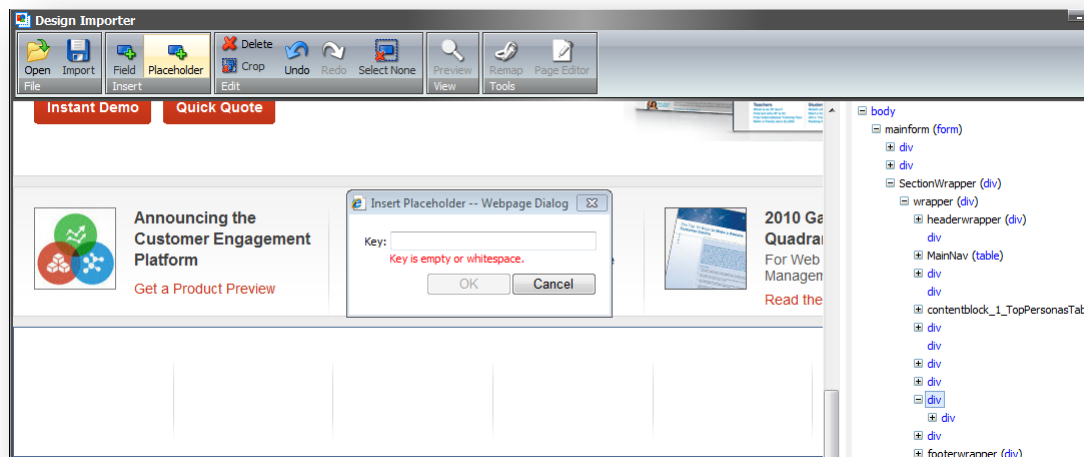 Design Importer
Open Import Field Placeholder Delete Crop Undo Redo Select None Preview Remap Page Editor
File Insert Edit View Tools
Instant Demo Quick Quote
Teachers
Announcing the
Customer Engagement
Platform
Get a Product Preview
Insert Placeholder -- Webpage Dialog
Key:
Key is empty or whitespace.
OK Cancel
2010 Ga
Quadra
For Web
Managem
Read the
body
mainform (form)
div
div
SectionWrapper (div)
wrapper (div)
headerwrapper (div)
div
MainNav (table)
div
div
contentblock_1_TopPersonasTab
div
div
div
div
div
div
div
footerwrapper (div)